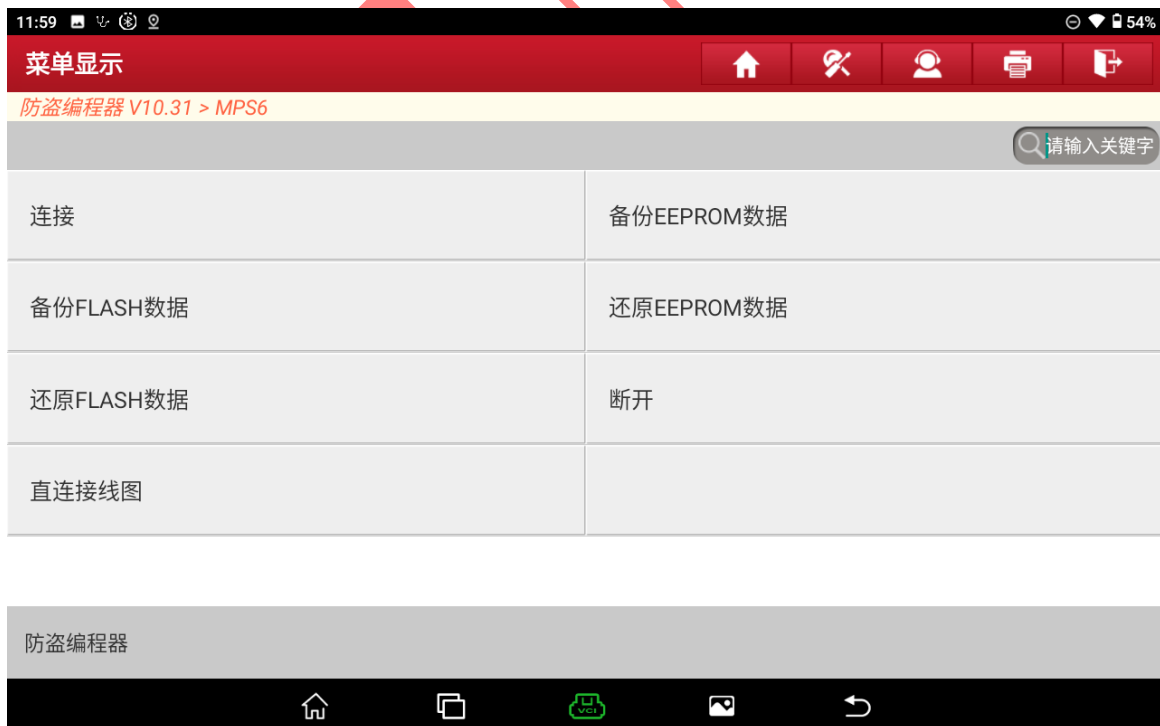 11:59
54%
菜单显示
防盗编程器 V10.31 > MPS6
请输入关键字
连接
备份EEPROM数据
备份FLASH数据
还原EEPROM数据
还原FLASH数据
断开
直连接线图
防盗编程器
VCI